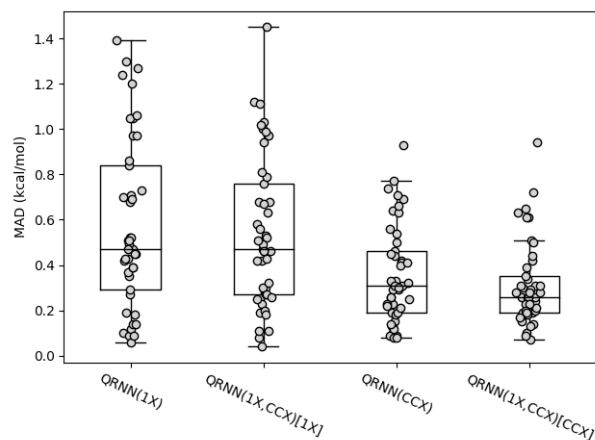 1.4
1.2
1.0
0.8
0.6
0.4
0.2
0.0
MAD (kcal/mol)
QRNN(1X)
QRNN(1X,CCX)[1X]
QRNN(CCX)
QRNN(1X,CCX)[CCX]